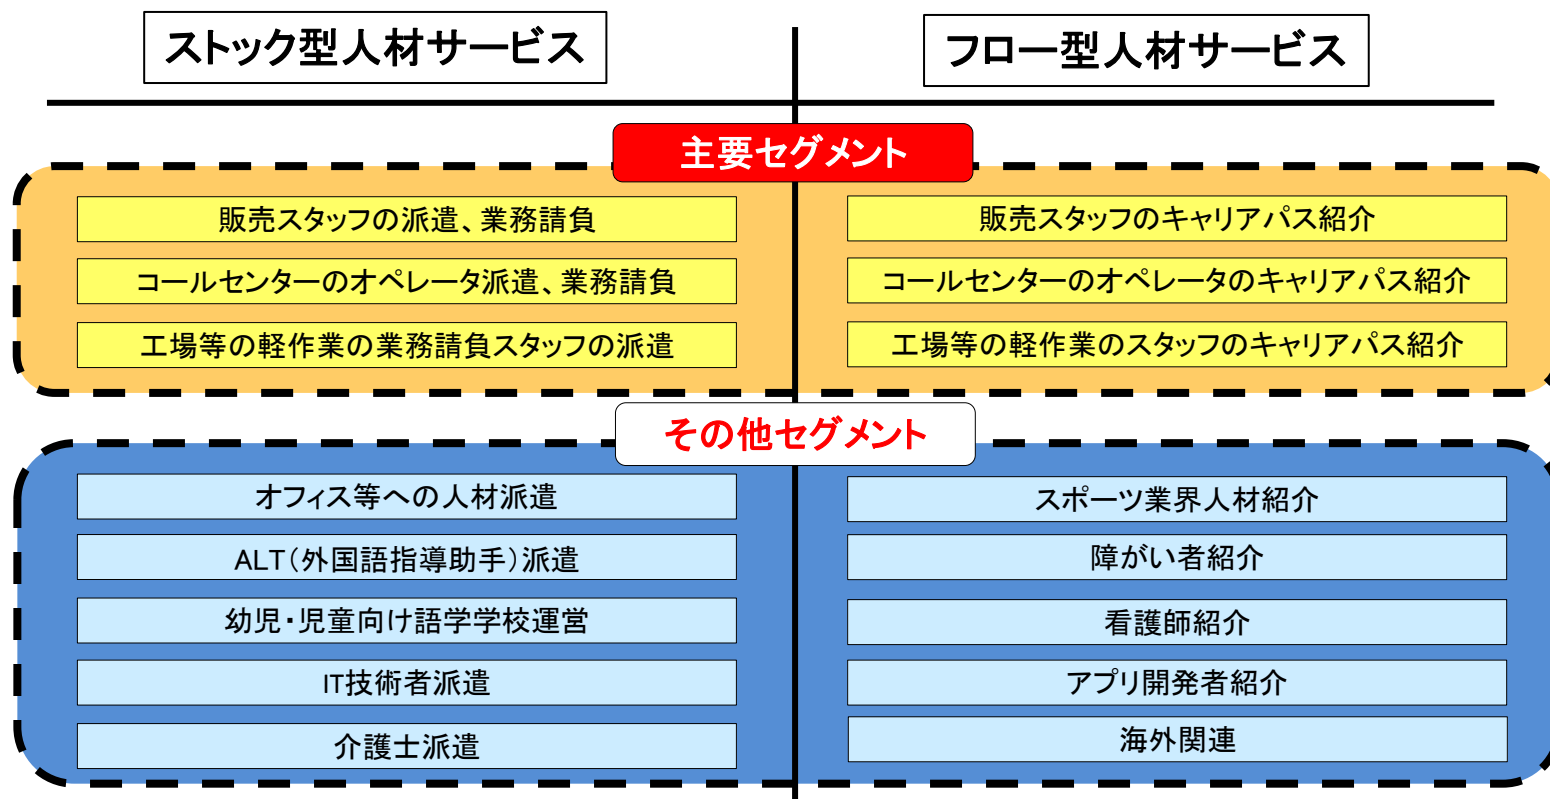 ストック型人材サービス
フロー型人材サービス
主要セグメント
販売スタッフの派遣、業務請負
販売スタッフのキャリアパス紹介
コールセンターのオペレータ派遣、業務請負
コールセンターのオペレータのキャリアパス紹介
工場等の軽作業の業務請負スタッフの派遣
工場等の軽作業のスタッフのキャリアパス紹介
その他セグメント
オフィス等への人材派遣
スポーツ業界人材紹介
ALT(外国語指導助手)派遣
障がい者紹介
幼児・児童向け語学学校運営
看護師紹介
IT技術者派遣
アプリ開発者紹介
介護士派遣
海外関連